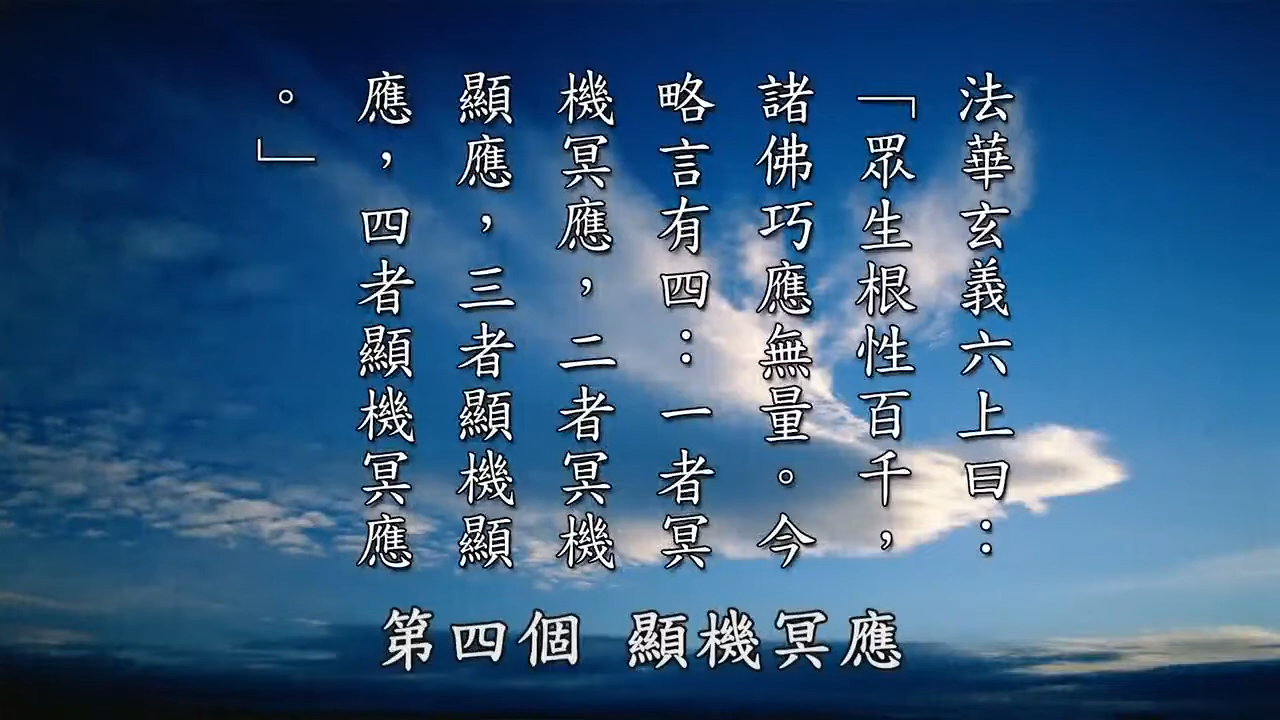 法華玄義六上曰：
「眾生根性百千，
諸佛巧應無量。今
略言有四：一者冥
機冥應，二者冥機
顯應，三者顯機顯
應，四者顯機冥應
。」
第四個 顯機冥應